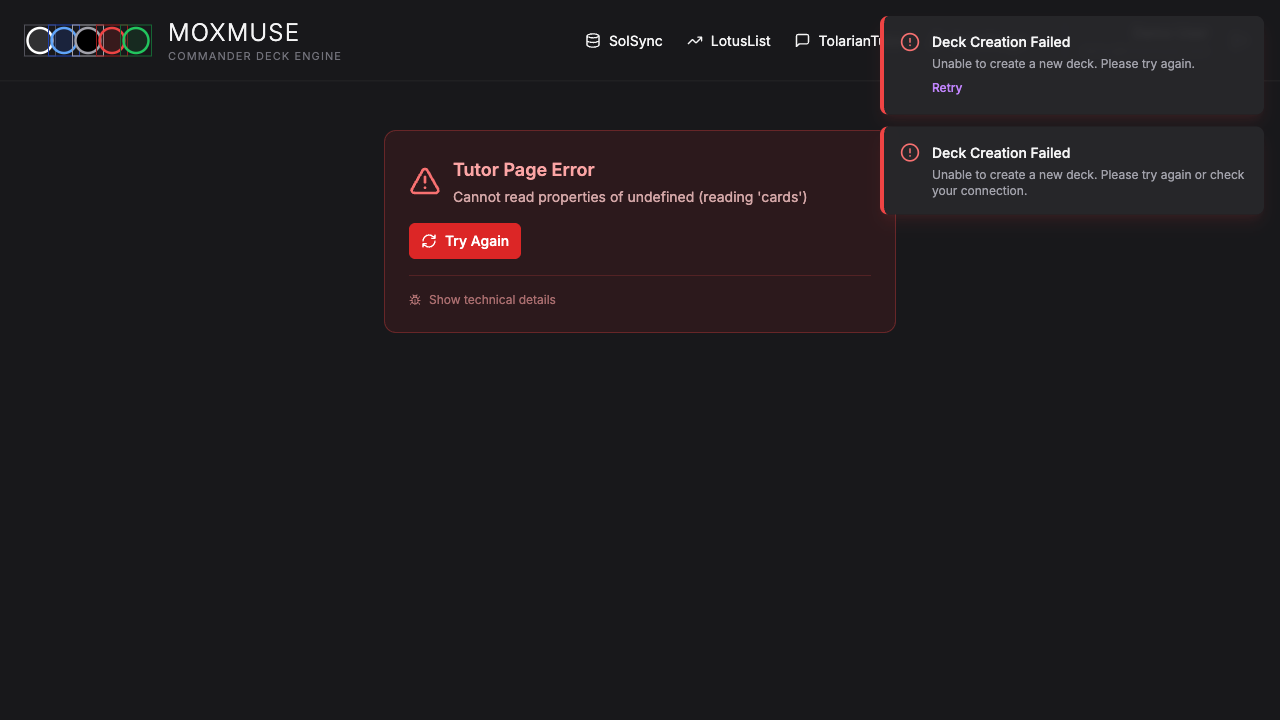 MOXMUSE
COMMANDER DECK ENGINE
SolSync
LotusList
Deck Creation Failed
Unable to create a new deck. Please try again.
Retry
Deck Creation Failed
Unable to create a new deck. Please try again or check
your connection.
Tutor Page Error
Cannot read properties of undefined (reading 'cards')
Try Again
Show technical details